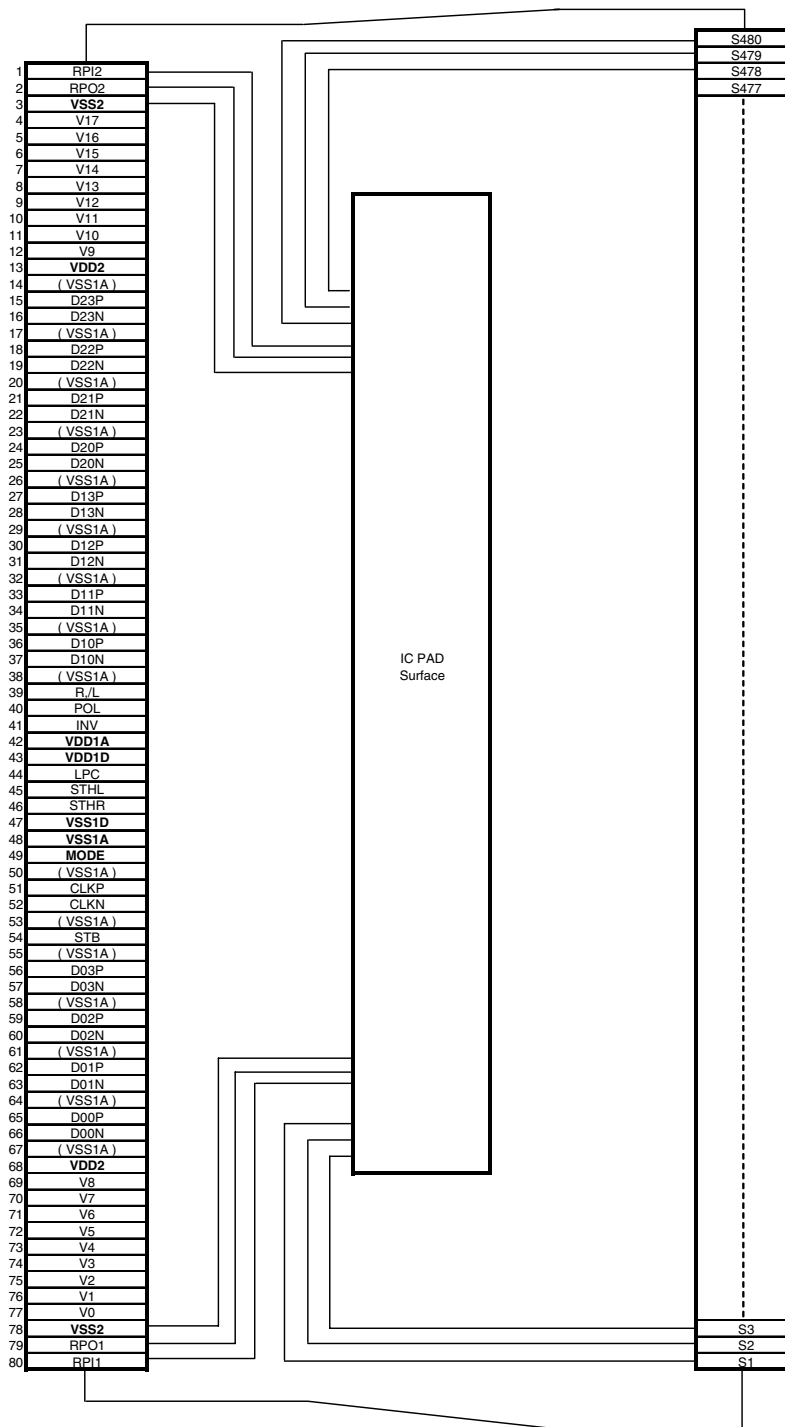 1 RPI2
2 RPO2
3 VSS2
4 V17
5 V16
6 V15
7 V14
8 V13
9 V12
10 V11
11 V10
12 V9
13 VDD2
14 ( VSS1A )
15 D23P
16 D23N
17 ( VSS1A )
18 D22P
19 D22N
20 ( VSS1A )
21 D21P
22 D21N
23 ( VSS1A )
24 D20P
25 D20N
26 ( VSS1A )
27 D13P
28 D13N
29 ( VSS1A )
30 D12P
31 D12N
32 ( VSS1A )
33 D11P
34 D11N
35 ( VSS1A )
36 D10P
37 D10N
38 ( VSS1A )
39 R,/L
40 POL
41 INV
42 VDD1A
43 VDD1D
44 LPC
45 STHL
46 STHR
47 VSS1D
48 VSS1A
49 MODE
50 ( VSS1A )
51 CLKP
52 CLKN
53 ( VSS1A )
54 STB
55 ( VSS1A )
56 D03P
57 D03N
58 ( VSS1A )
59 D02P
60 D02N
61 ( VSS1A )
62 D01P
63 D01N
64 ( VSS1A )
65 D00P
66 D00N
67 ( VSS1A )
68 VDD2
69 V8
70 V7
71 V6
72 V5
73 V4
74 V3
75 V2
76 V1
77 V0
78 VSS2
79 RPO1
80 RPI1
IC PAD
Surface
S480
S479
S478
S477
S3
S2
S1